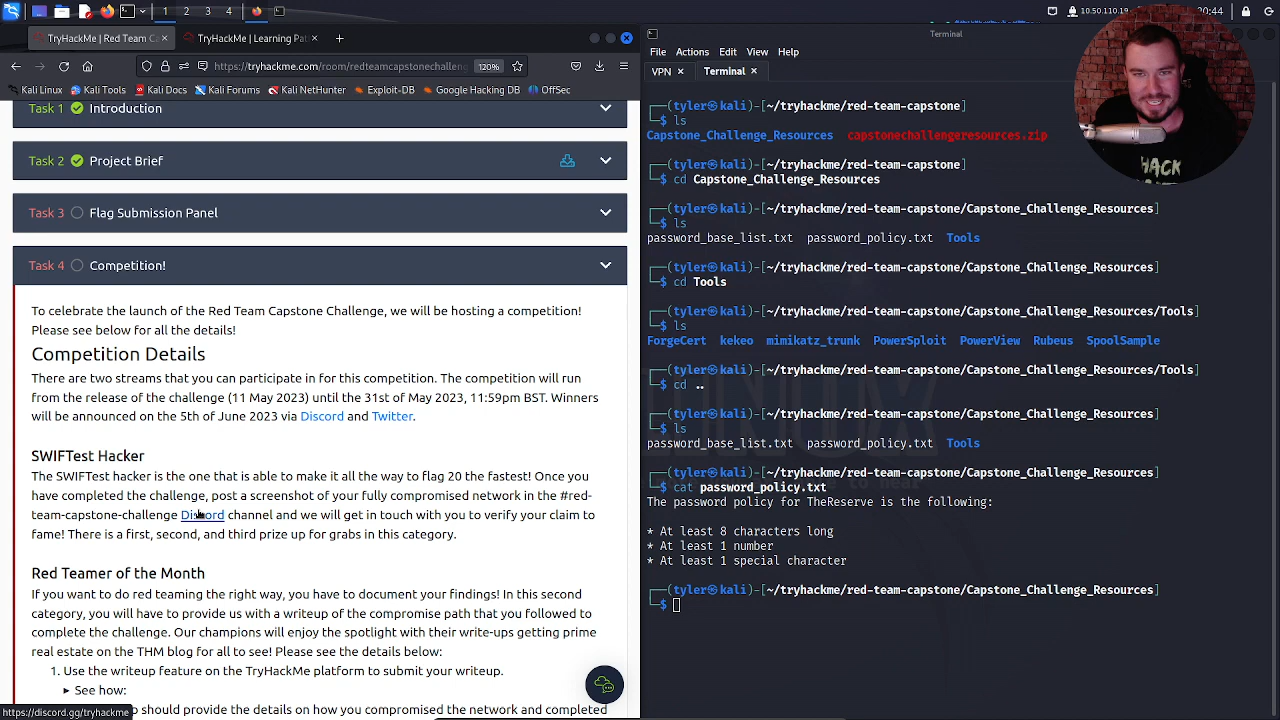 1 2 3 4
10.50.110.19
20:44
TryHackMe | Red Team Ca
TryHackMe | Learning Pat
https://tryhackme.com/room/redteamcapstonechalleng
120%
Kali Linux Kali Tools Kali Docs Kali Forums Kali NetHunter Exploit-DB Google Hacking DB OffSec
Task 1 Introduction
Task 2 Project Brief
Task 3 Flag Submission Panel
Task 4 Competition!
To celebrate the launch of the Red Team Capstone Challenge, we will be hosting a competition!
Please see below for all the details!
Competition Details
There are two streams that you can participate in for this competition. The competition will run
from the release of the challenge (11 May 2023) until the 31st of May 2023, 11:59pm BST. Winners
will be announced on the 5th of June 2023 via Discord and Twitter.
SWIFTest Hacker
The SWIFTest hacker is the one that is able to make it all the way to flag 20 the fastest! Once you
have completed the challenge, post a screenshot of your fully compromised network in the #red-
team-capstone-challenge Discord channel and we will get in touch with you to verify your claim to
fame! There is a first, second, and third prize up for grabs in this category.
Red Teamer of the Month
If you want to do red teaming the right way, you have to document your findings! In this second
category, you will have to provide us with a writeup of the compromise path that you followed to
complete the challenge. Our champions will enjoy the spotlight with their write-ups getting prime
real estate on the THM blog for all to see! Please see the details below:
1. Use the writeup feature on the TryHackMe platform to submit your writeup.
▸ See how:
should provide the details on how you compromised the network and completed
https://discord.gg/tryhackme
Terminal
File Actions Edit View Help
VPN Terminal
┌──(tyler㉿kali)-[~/tryhackme/red-team-capstone]
└─$ ls
Capstone_Challenge_Resources capstonechallengeresources.zip
┌──(tyler㉿kali)-[~/tryhackme/red-team-capstone]
└─$ cd Capstone_Challenge_Resources
┌──(tyler㉿kali)-[~/tryhackme/red-team-capstone/Capstone_Challenge_Resources]
└─$ ls
password_base_list.txt password_policy.txt Tools
┌──(tyler㉿kali)-[~/tryhackme/red-team-capstone/Capstone_Challenge_Resources]
└─$ cd Tools
┌──(tyler㉿kali)-[~/tryhackme/red-team-capstone/Capstone_Challenge_Resources/Tools]
└─$ ls
ForgeCert kekeo mimikatz_trunk PowerSploit PowerView Rubeus SpoolSample
┌──(tyler㉿kali)-[~/tryhackme/red-team-capstone/Capstone_Challenge_Resources/Tools]
└─$ cd ..
┌──(tyler㉿kali)-[~/tryhackme/red-team-capstone/Capstone_Challenge_Resources]
└─$ ls
password_base_list.txt password_policy.txt Tools
┌──(tyler㉿kali)-[~/tryhackme/red-team-capstone/Capstone_Challenge_Resources]
└─$ cat password_policy.txt
The password policy for TheReserve is the following:
* At least 8 characters long
* At least 1 number
* At least 1 special character
┌──(tyler㉿kali)-[~/tryhackme/red-team-capstone/Capstone_Challenge_Resources]
└─$
HACK